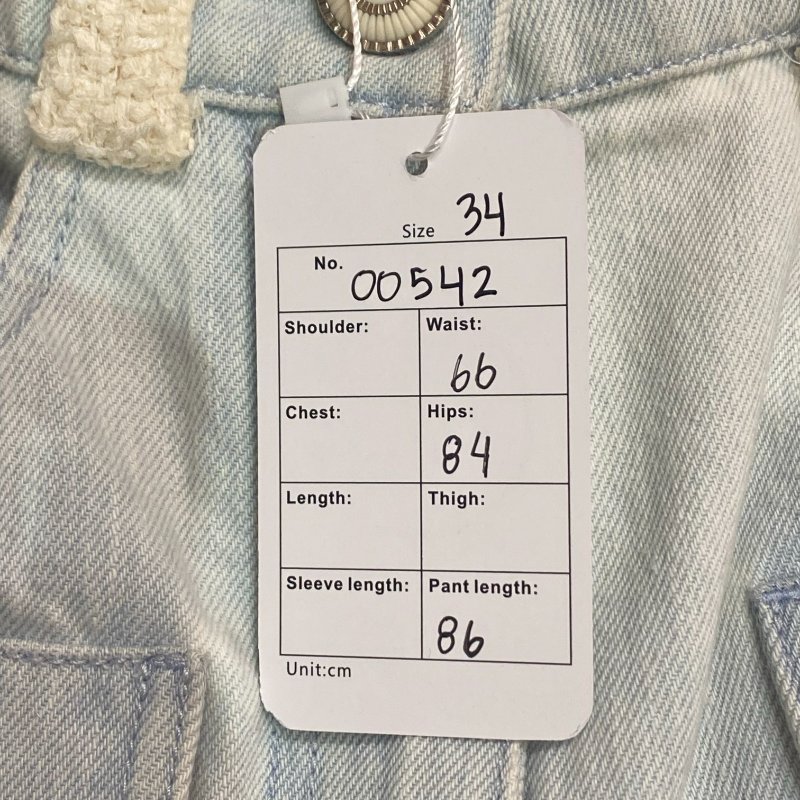 Size 34
No. 00542
Shoulder: Waist: 66
Chest: Hips: 84
Length: Thigh:
Sleeve length: Pant length: 86
Unit:cm